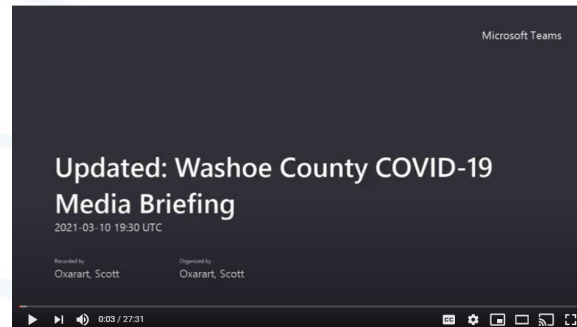 Microsoft Teams
Updated: Washoe County COVID-19
Media Briefing
2021-03-10 19:30 UTC
Recorded by
Organized by
Oxarart, Scott
Oxarart, Scott
0:03 / 27:31
CC